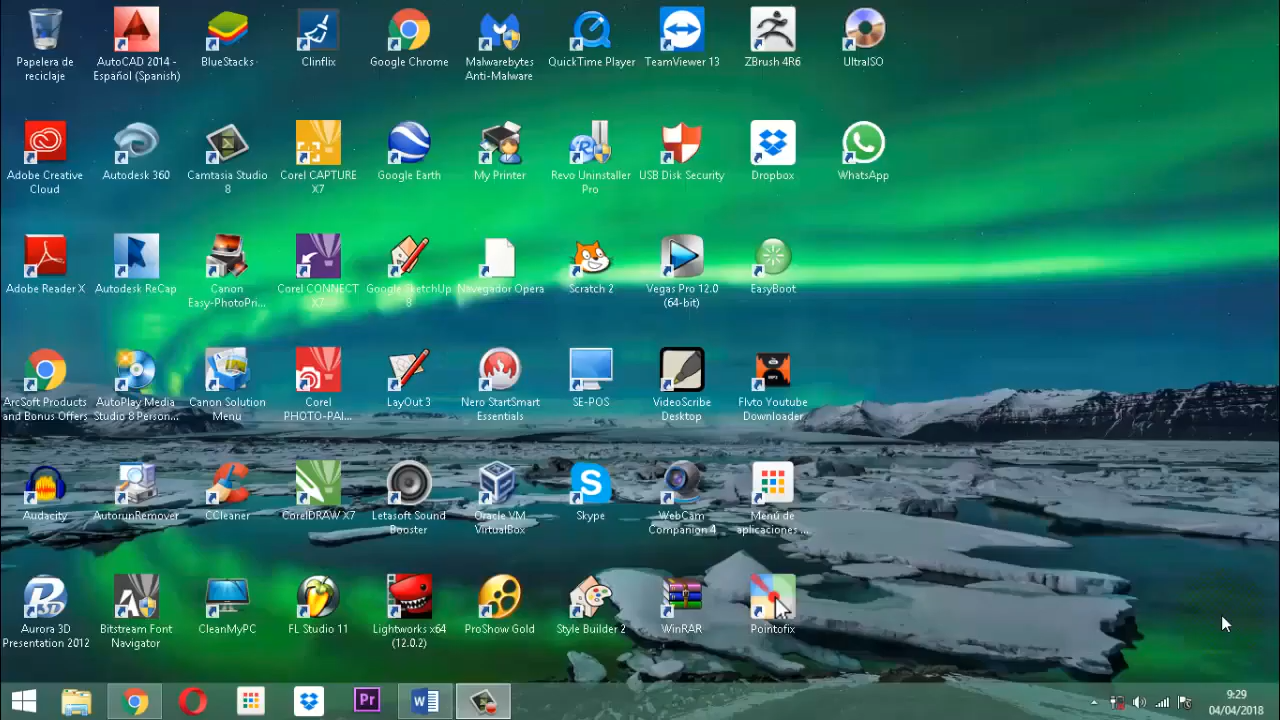 Papelera de
reciclaje
AutoCAD 2014 -
Español (Spanish)
BlueStacks
Clinflix
Google Chrome
Malwarebytes
Anti-Malware
QuickTime Player
TeamViewer 13
ZBrush 4R6
UltraISO
Adobe Creative
Cloud
Autodesk 360
Camtasia Studio
8
Corel CAPTURE
X7
Google Earth
My Printer
Revo Uninstaller
Pro
USB Disk Security
Dropbox
WhatsApp
Adobe Reader X
Autodesk ReCap
Canon
Easy-PhotoPri...
Corel CONNECT
X7
Google SketchUp
8
Navegador Opera
Scratch 2
Vegas Pro 12.0
(64-bit)
EasyBoot
ArcSoft Products
and Bonus Offers
AutoPlay Media
Studio 8 Person...
Canon Solution
Menu
Corel
PHOTO-PAI...
LayOut 3
Nero StartSmart
Essentials
SE-POS
VideoScribe
Desktop
Flvto Youtube
Downloader
Audacity
AutorunRemover
CCleaner
CorelDRAW X7
Letasoft Sound
Booster
Oracle VM
VirtualBox
Skype
WebCam
Companion 4
Menú de
aplicaciones ...
Aurora 3D
Presentation 2012
Bitstream Font
Navigator
CleanMyPC
FL Studio 11
Lightworks x64
(12.0.2)
ProShow Gold
Style Builder 2
WinRAR
Pointofix
Pr
9:29
04/04/2018